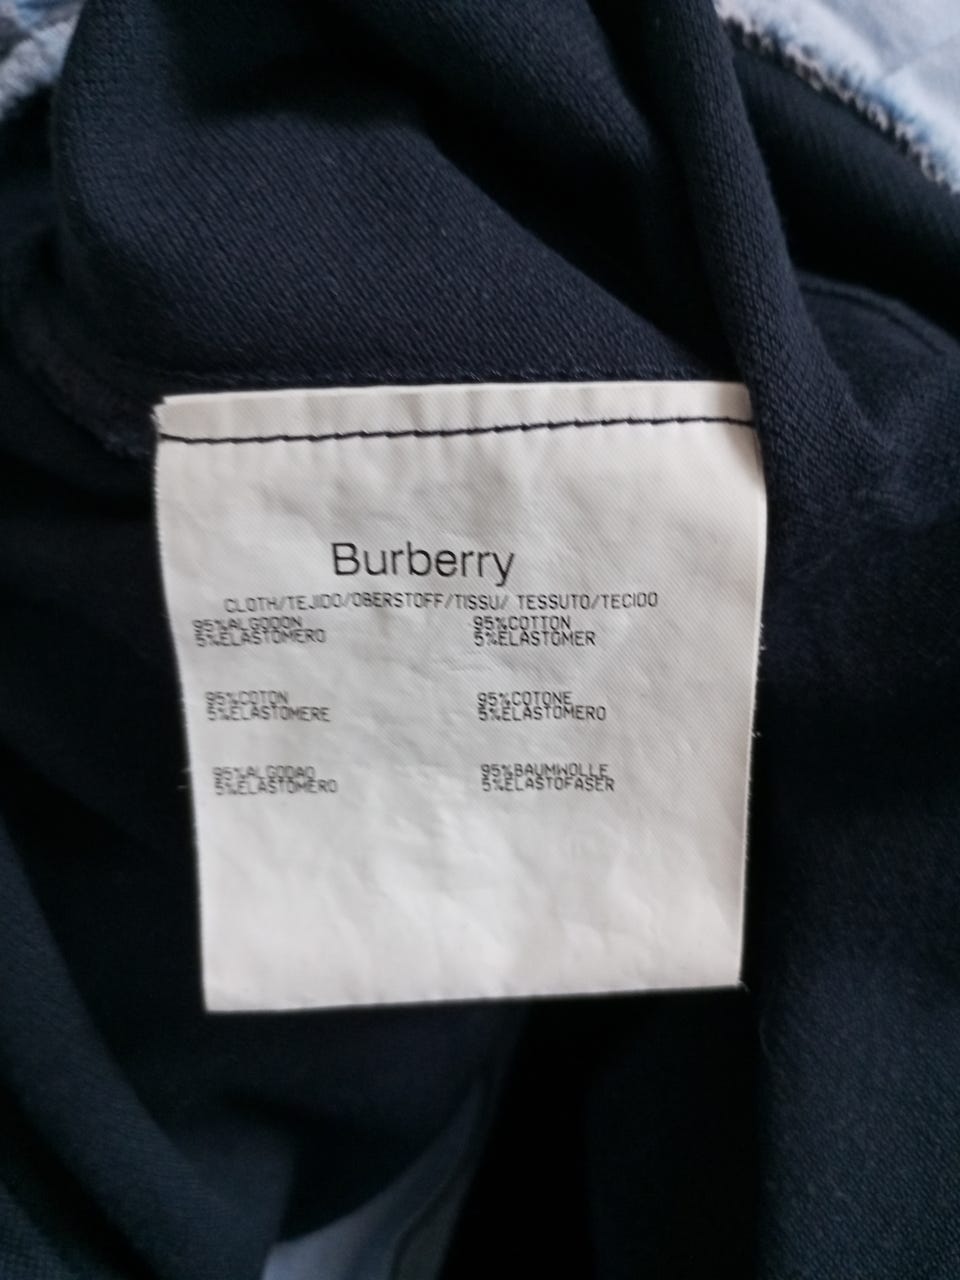 Burberry
CLOTH/TEJIDO/OBERSTOFF/TISSU/ TESSUTO/TECIDO
95%ALGODON
5%ELASTOMERO
95%COTTON
5%ELASTOMER
95%COTON
5%ELASTOMERE
95%COTONE
5%ELASTOMERO
95%ALGODAO
5%ELASTOMERO
95%BAUMWOLLE
5%ELASTOFASER